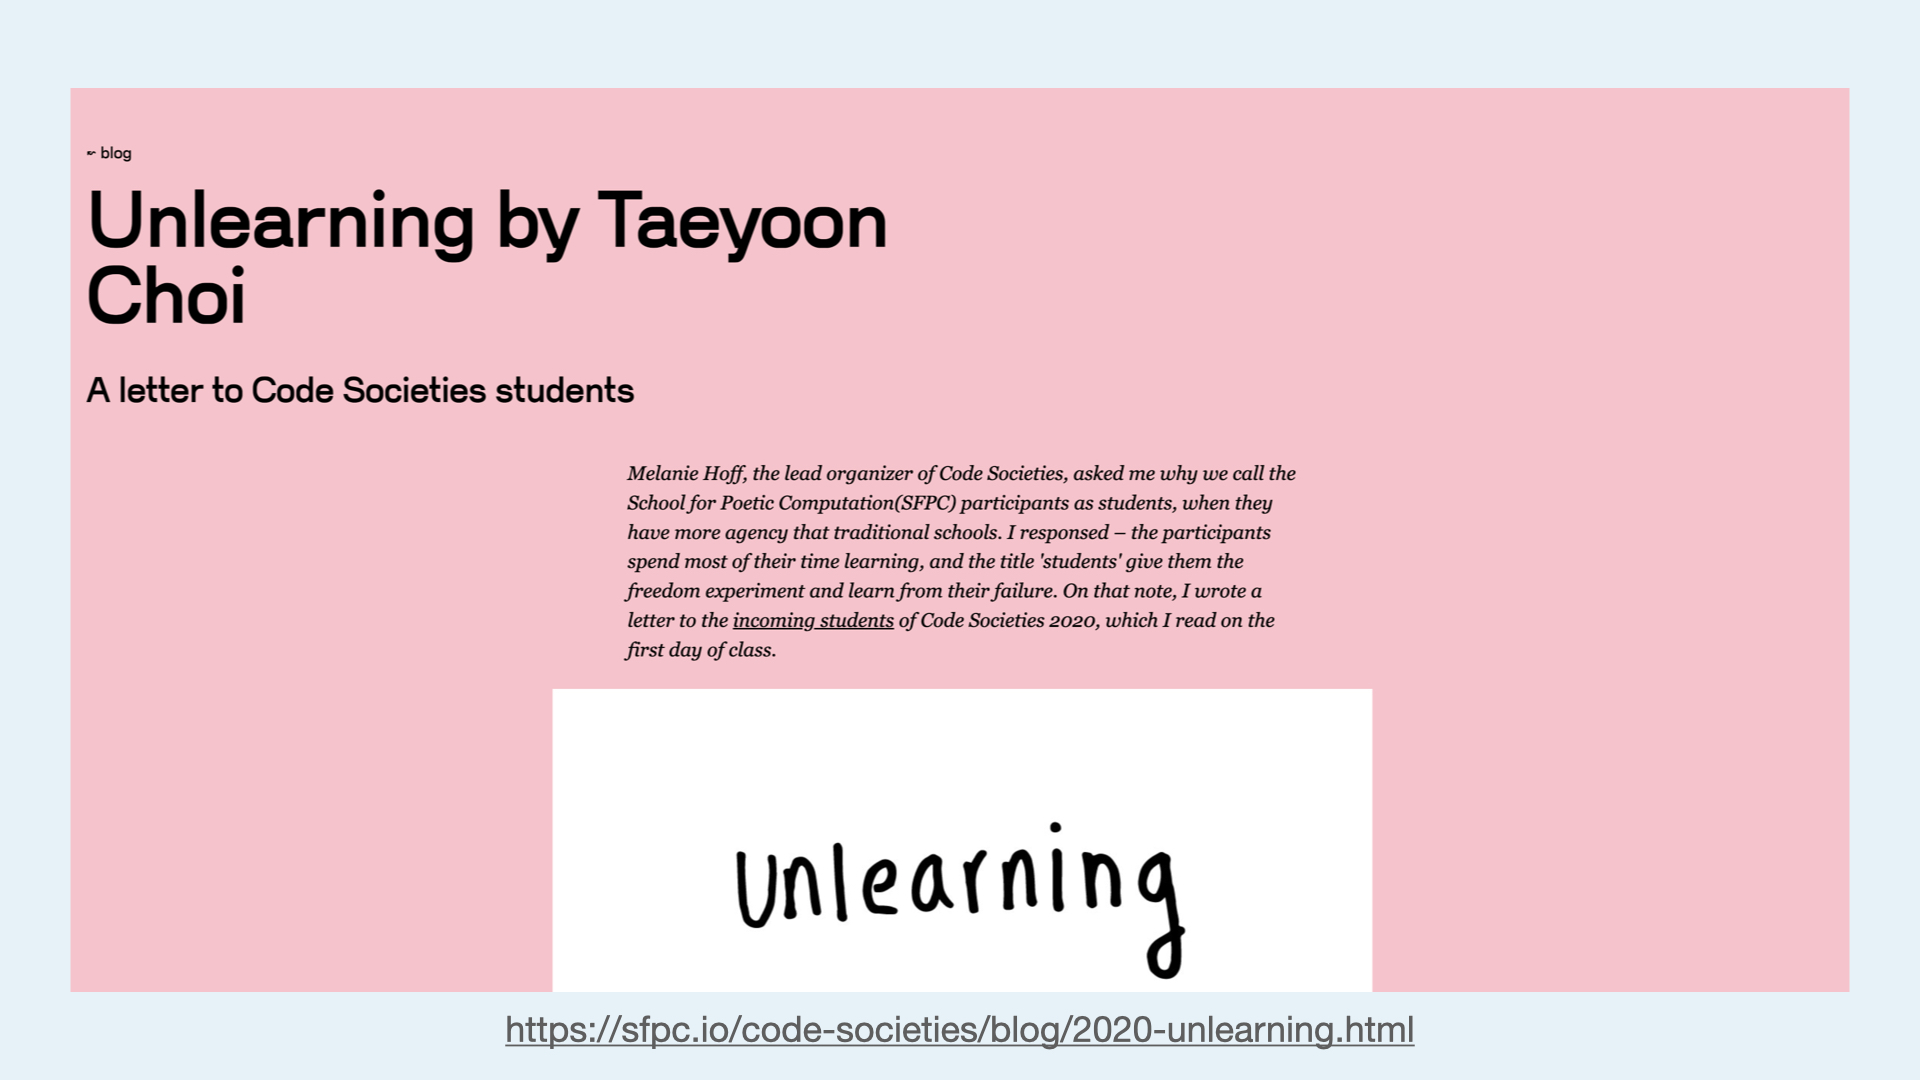 ↜ blog
Unlearning by Taeyoon
Choi
A letter to Code Societies students
Melanie Hoff, the lead organizer of Code Societies, asked me why we call the
School for Poetic Computation(SFPC) participants as students, when they
have more agency that traditional schools. I responsed – the participants
spend most of their time learning, and the title 'students' give them the
freedom experiment and learn from their failure. On that note, I wrote a
letter to the incoming students of Code Societies 2020, which I read on the
first day of class.
unlearning
https://sfpc.io/code-societies/blog/2020-unlearning.html